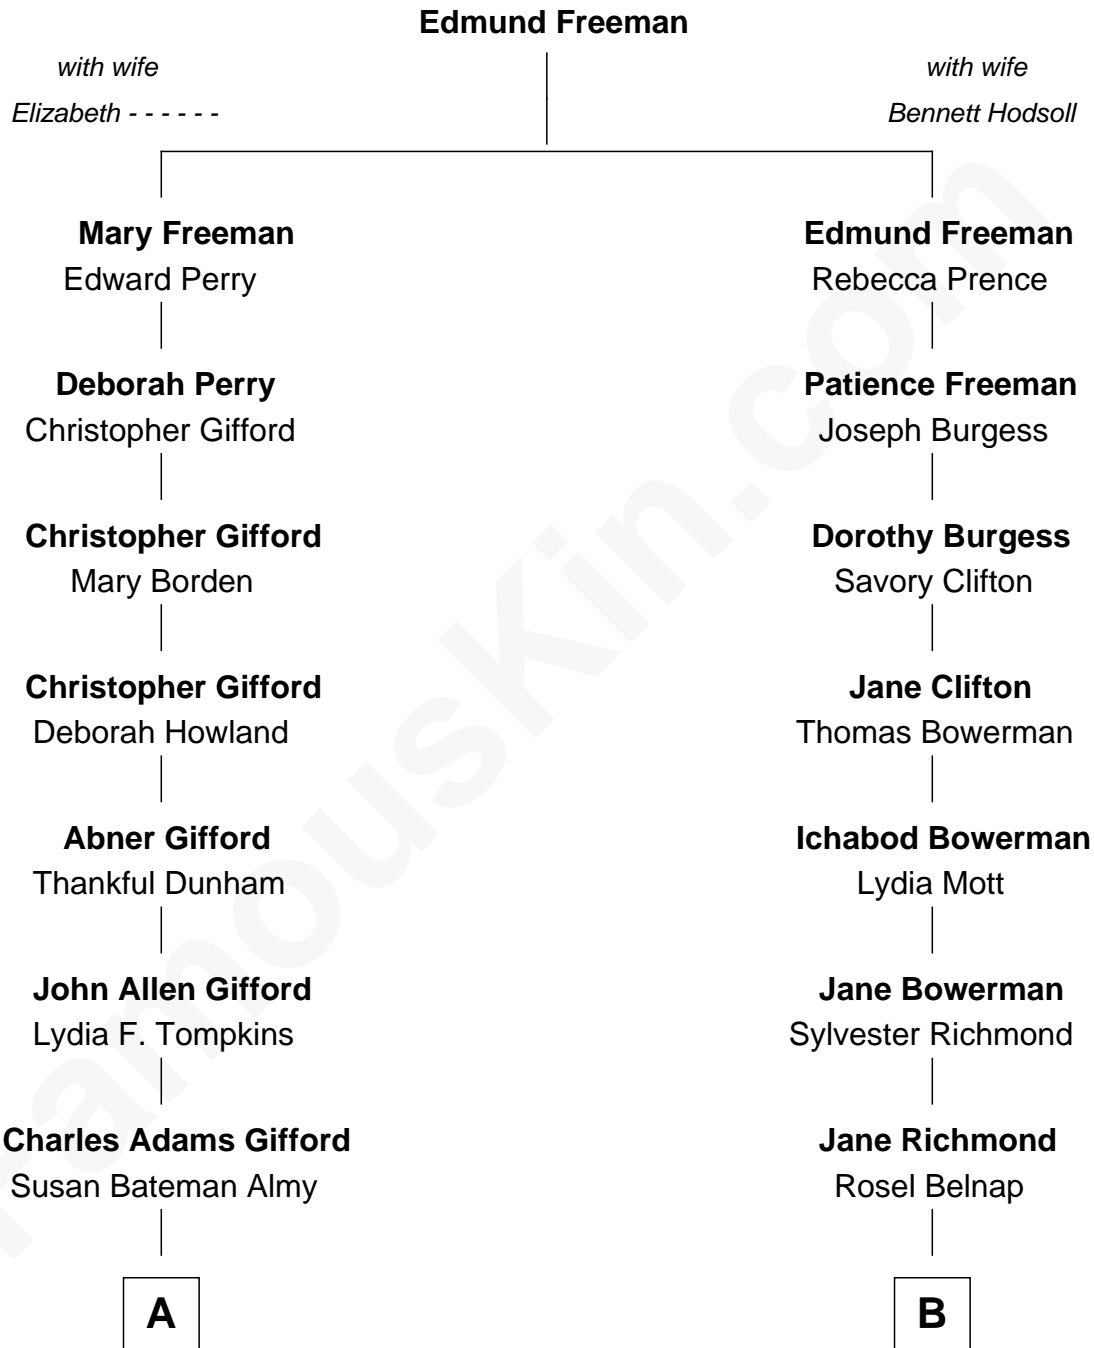 Edmund Freeman
with wife
Elizabeth - - - - - -
with wife
Bennett Hodsoll
Mary Freeman
Edward Perry
Edmund Freeman
Rebecca Prence
Deborah Perry
Christopher Gifford
Patience Freeman
Joseph Burgess
Christopher Gifford
Mary Borden
Dorothy Burgess
Savory Clifton
Christopher Gifford
Deborah Howland
Jane Clifton
Thomas Bowerman
Abner Gifford
Thankful Dunham
Ichabod Bowerman
Lydia Mott
John Allen Gifford
Lydia F. Tompkins
Jane Bowerman
Sylvester Richmond
Charles Adams Gifford
Susan Bateman Almy
Jane Richmond
Rosel Belnap
A
B
FamousKin.com